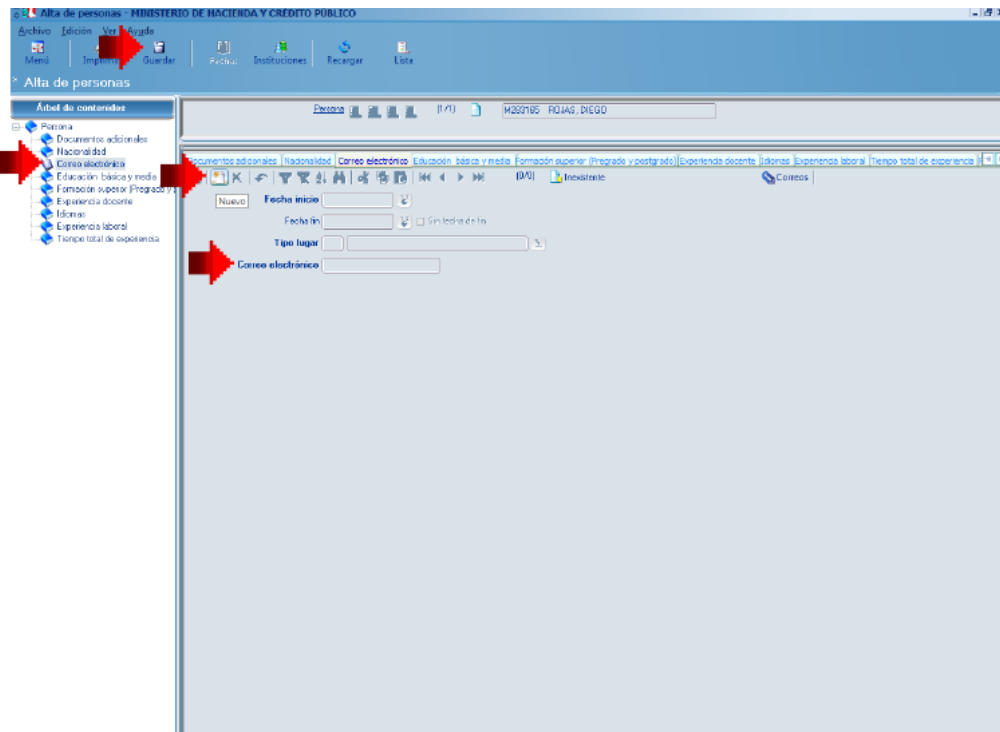 Alta de personas - MINISTERIO DE HACIENDA Y CRÉDITO PÚBLICO
Archivo Edición Ver Ayuda
Menú Guardar Fechas Instituciones Recargar Lista
Alta de personas
Árbol de contenidos
Persona
Documentos adicionales
Nacionalidad
Correo electrónico
Educación básica y media
Formación superior (Pregrado y
Experiencia docente
Idiomas
Experiencia laboral
Tiempo total de experiencia
Persona (1/1) M263165 ROJAS, DIEGO
Documentos adicionales Nacionalidad Correo electrónico Educación básica y media Formación superior (Pregrado y postgrado) Experiencia docente Idiomas Experiencia laboral Tiempo total de experiencia
(0/0) Inexistente Correos
Nuevo Fecha inicio
Fecha fin Sin fecha de fin
Tipo lugar
Correo electrónico